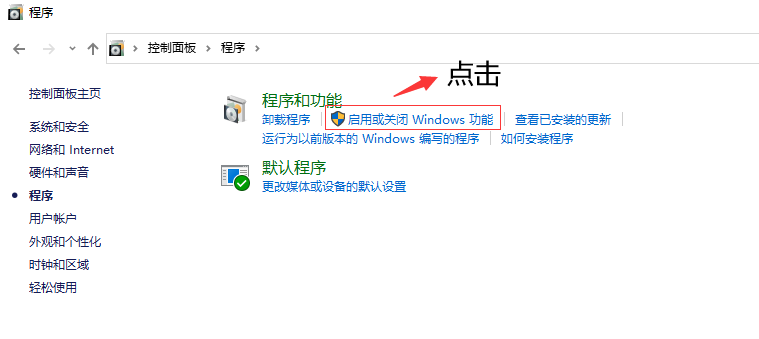 程序
控制面板
程序
控制面板主页
系统和安全
网络和 Internet
硬件和声音
程序
用户帐户
外观和个性化
时钟和区域
轻松使用
点击
程序和功能
卸载程序 启用或关闭 Windows 功能 查看已安装的更新
运行为以前版本的 Windows 编写的程序 如何安装程序
默认程序
更改媒体或设备的默认设置